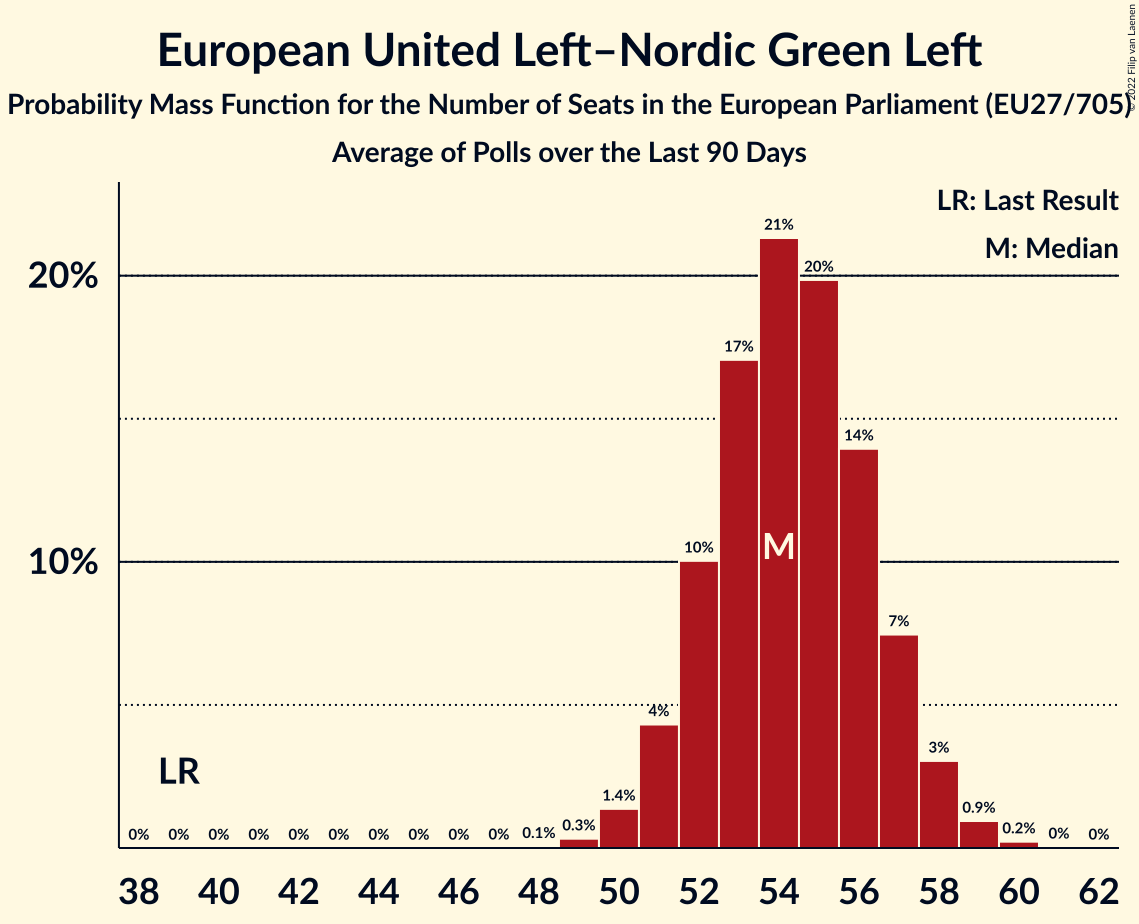 European United Left–Nordic Green Left
Probability Mass Function for the Number of Seats in the European Parliament (EU27/705)
Average of Polls over the Last 90 Days
© 2022 Filip van Laenen
LR: Last Result
M: Median
20%
10%
21%
20%
17%
14%
10%
M
7%
4%
3%
LR
0% 0% 0% 0% 0% 0% 0% 0% 0% 0% 0.1% 0.3% 1.4% 0.9% 0.2% 0% 0%
38 40 42 44 46 48 50 52 54 56 58 60 62